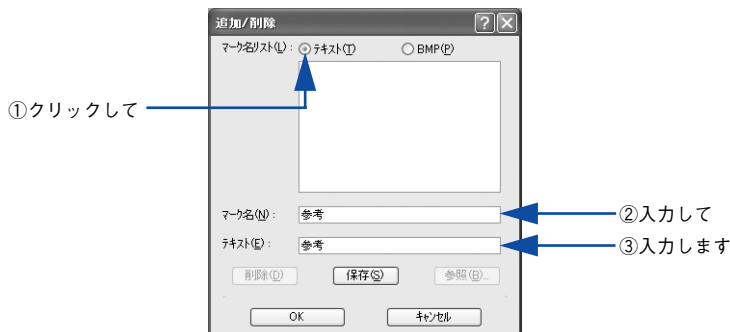 追加/削除
マーク名リスト(L): テキスト(T) BMP(P)
①クリックして
マーク名(N): 参考
②入力して
テキスト(E): 参考
③入力します
削除(D) 保存(S) 参照(B)...
OK キャンセル